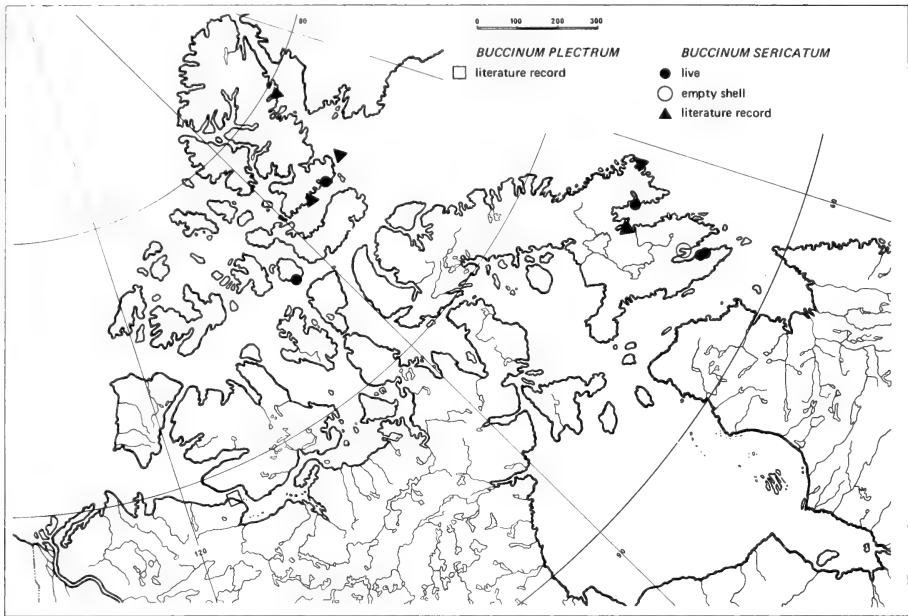 80
0 100 200 300
BUCCINUM PLECTRUM
literature record
BUCCINUM SERICATUM
live
empty shell
literature record
120